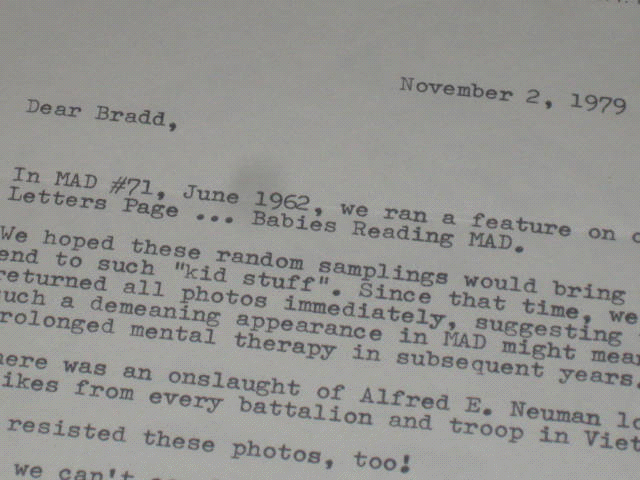 November 2, 1979
Dear Bradd,
In MAD #71, June 1962, we ran a feature on
Letters Page ... Babies Reading MAD.
We hoped these random samplings would bring
end to such "kid stuff". Since that time, we
returned all photos immediately, suggesting
such a demeaning appearance in MAD might mean
rolonged mental therapy in subsequent years.
here was an onslaught of Alfred E. Neuman lo
ikes from every battalion and troop in Viet
resisted these photos, too!
we can't